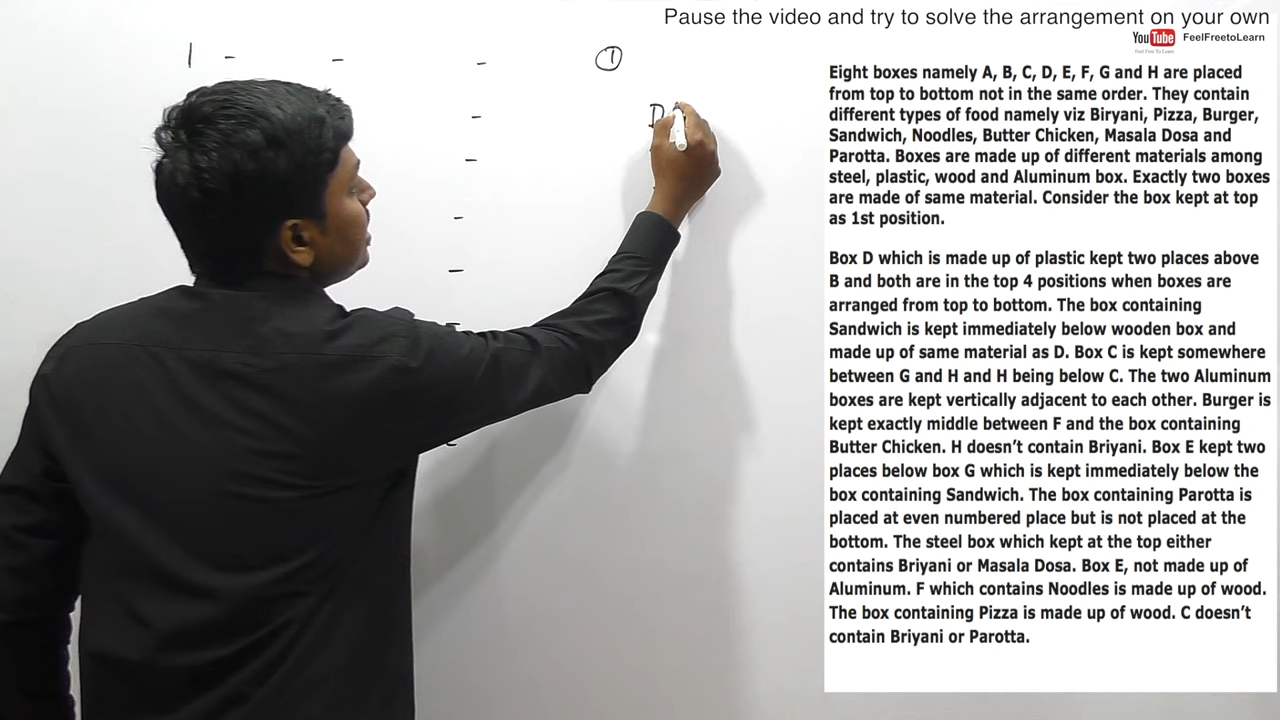 Pause the video and try to solve the arrangement on your own
YouTube FeelFreetoLearn
Feel Free To Learn
1 - - - ①
D
Eight boxes namely A, B, C, D, E, F, G and H are placed
from top to bottom not in the same order. They contain
different types of food namely viz Biryani, Pizza, Burger,
Sandwich, Noodles, Butter Chicken, Masala Dosa and
Parotta. Boxes are made up of different materials among
steel, plastic, wood and Aluminum box. Exactly two boxes
are made of same material. Consider the box kept at top
as 1st position.
Box D which is made up of plastic kept two places above
B and both are in the top 4 positions when boxes are
arranged from top to bottom. The box containing
Sandwich is kept immediately below wooden box and
made up of same material as D. Box C is kept somewhere
between G and H and H being below C. The two Aluminum
boxes are kept vertically adjacent to each other. Burger is
kept exactly middle between F and the box containing
Butter Chicken. H doesn't contain Briyani. Box E kept two
places below box G which is kept immediately below the
box containing Sandwich. The box containing Parotta is
placed at even numbered place but is not placed at the
bottom. The steel box which kept at the top either
contains Briyani or Masala Dosa. Box E, not made up of
Aluminum. F which contains Noodles is made up of wood.
The box containing Pizza is made up of wood. C doesn't
contain Briyani or Parotta.